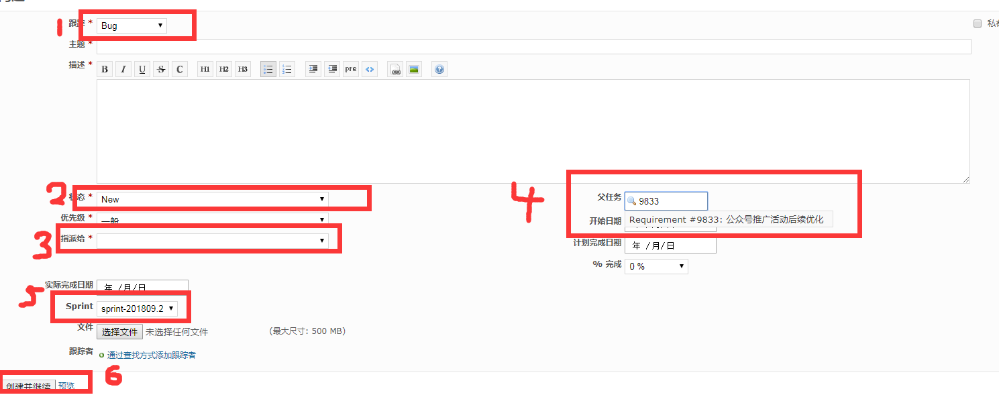 1 跟踪 * Bug 私有
主题 *
描述 * B I U S C H1 H2 H3 pre <>
2 状态 * New
优先级 * 一般
3 指派给 *
4 父任务 9833
开始日期 Requirement #9833: 公众号推广活动后续优化
计划完成日期 年 /月/日
% 完成 0 %
实际完成日期 年 /月/日
5 Sprint sprint-201809.2
文件 选择文件 未选择任何文件 (最大尺寸: 500 MB)
跟踪者 通过查找方式添加跟踪者
6
创建并继续 预览